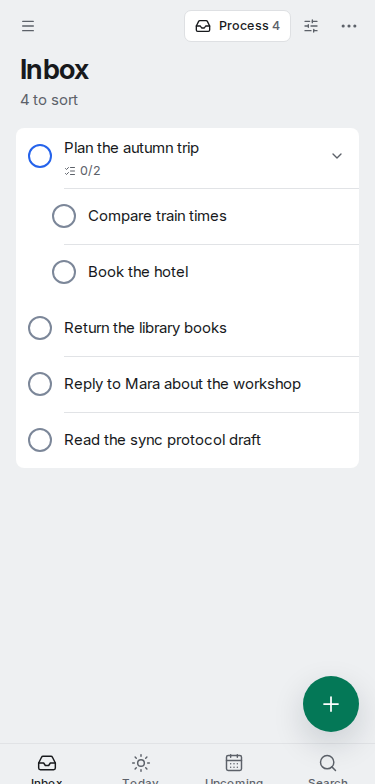 Process 4
Inbox
4 to sort
Plan the autumn trip
0/2
Compare train times
Book the hotel
Return the library books
Reply to Mara about the workshop
Read the sync protocol draft
Inbox Today Upcoming Search